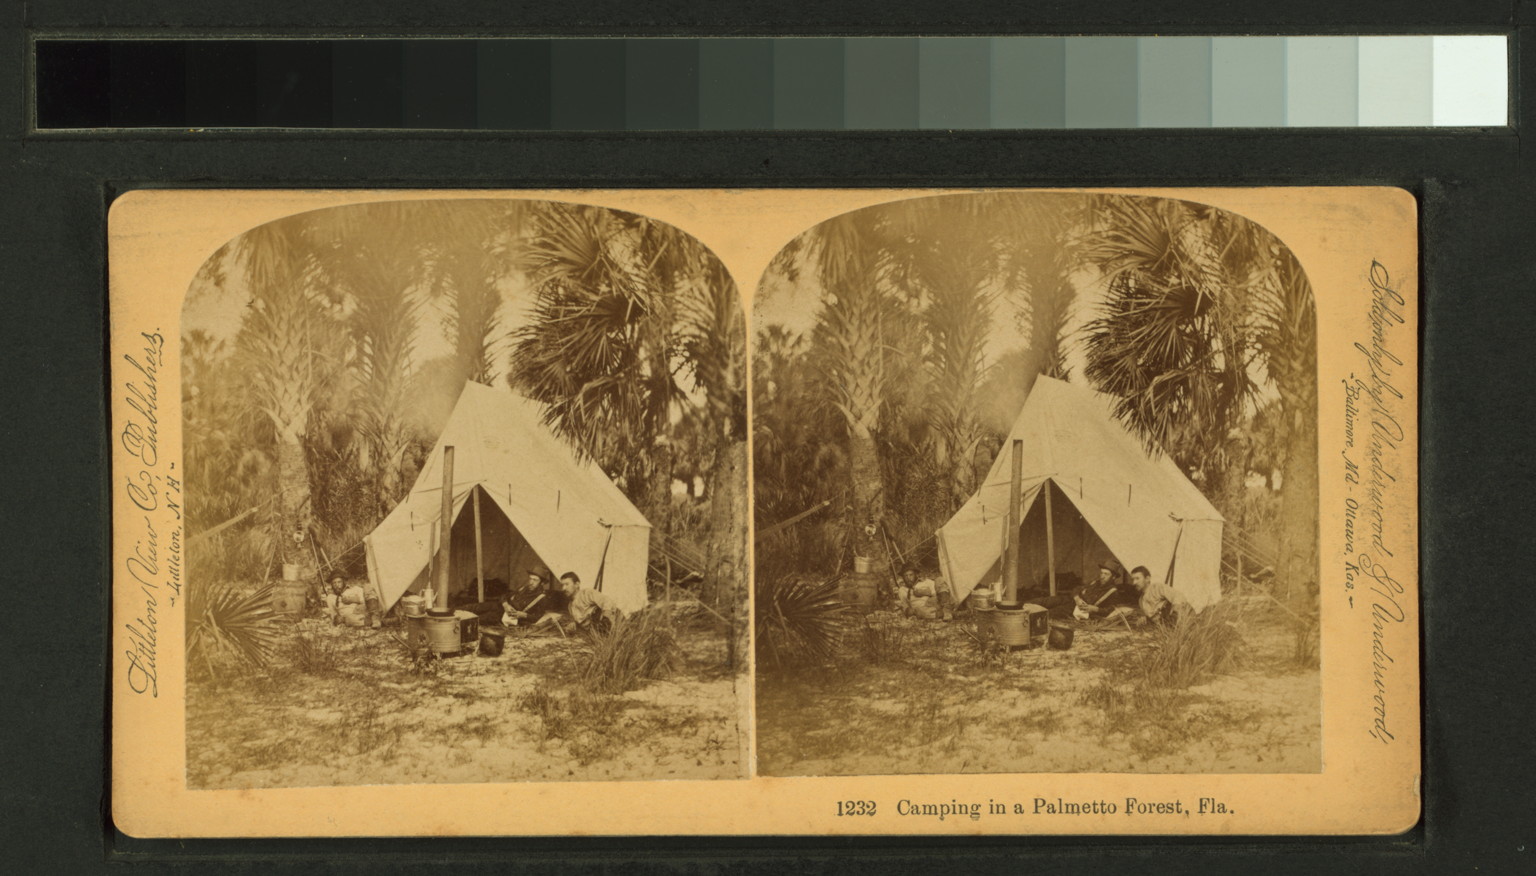 Littleton View Co, Publishers.
- Littleton, N H -
1232 Camping in a Palmetto Forest, Fla.
Sold only by Underwood & Underwood,
- Baltimore, Md. Ottawa, Kas. -